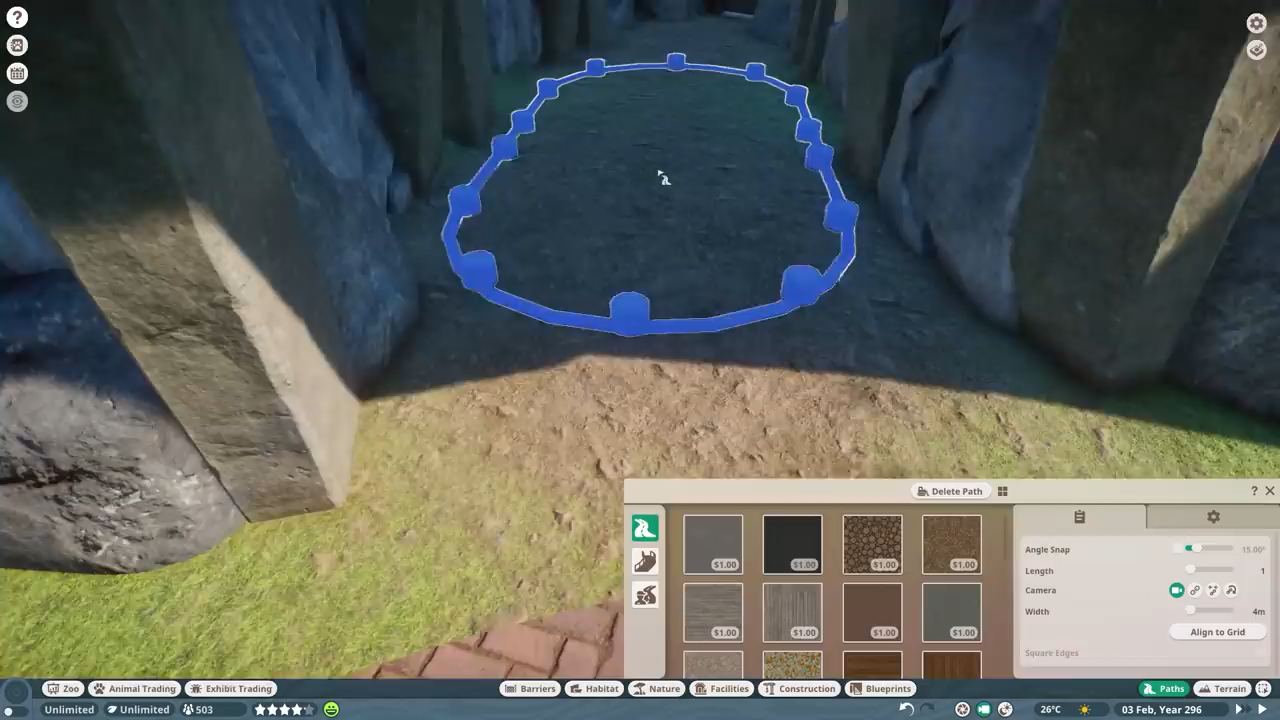 ?
Delete Path
? ×
$1.00 $1.00 $1.00 $1.00
$1.00 $1.00 $1.00 $1.00
Angle Snap 15.00°
Length 1
Camera
Width 4m
Align to Grid
Square Edges
Zoo Animal Trading Exhibit Trading Barriers Habitat Nature Facilities Construction Blueprints Paths Terrain
Unlimited Unlimited 503 26°C 03 Feb, Year 296